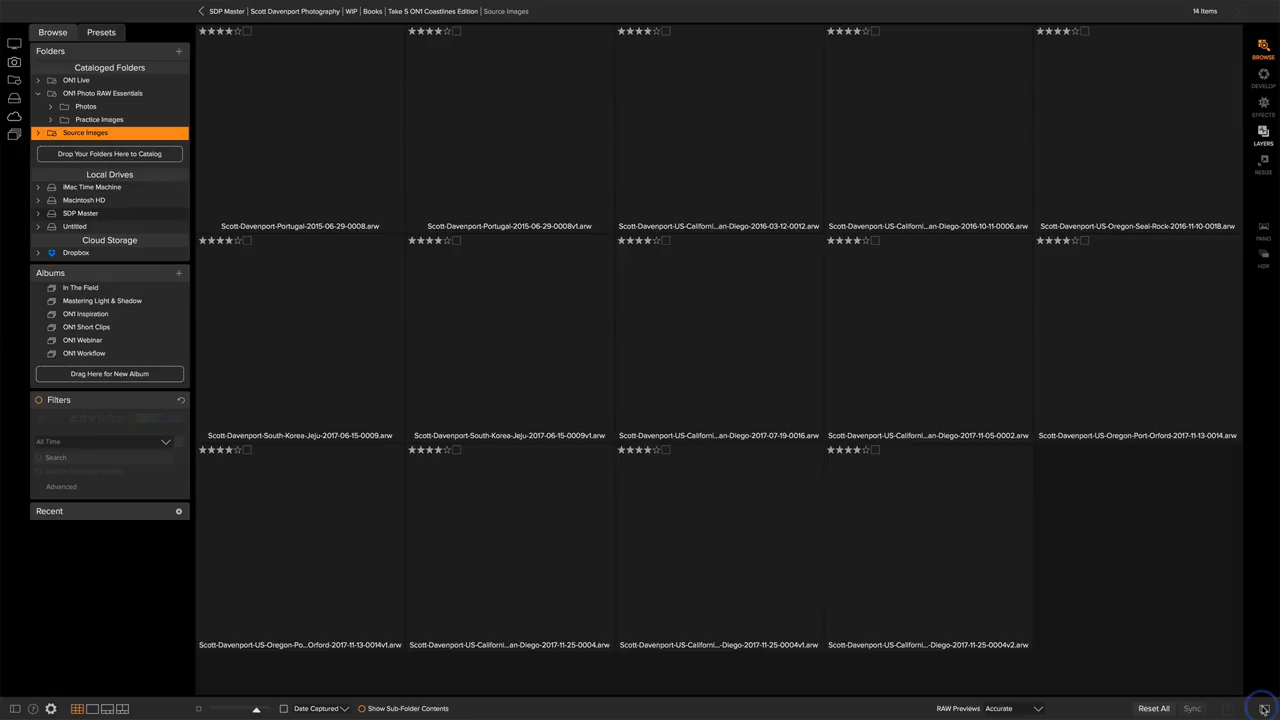 SDP Master | Scott Davenport Photography | WIP | Books | Take 5 ON1 Coastlines Edition | Source Images
14 Items
Browse
Presets
Folders
Cataloged Folders
ON1 Live
ON1 Photo RAW Essentials
Photos
Practice Images
Source Images
Drop Your Folders Here to Catalog
Local Drives
iMac Time Machine
Macintosh HD
SDP Master
Untitled
Cloud Storage
Dropbox
Albums
In The Field
Mastering Light & Shadow
ON1 Inspiration
ON1 Short Clips
ON1 Webinar
ON1 Workflow
Drag Here for New Album
Filters
All Time
Search
Advanced
Recent
Scott-Davenport-Portugal-2015-06-29-0008.arw
Scott-Davenport-Portugal-2015-06-29-0008v1.arw
Scott-Davenport-US-Californi...an-Diego-2016-03-12-0012.arw
Scott-Davenport-US-Californi...an-Diego-2016-10-11-0006.arw
Scott-Davenport-US-Oregon-Seal-Rock-2016-11-10-0018.arw
Scott-Davenport-South-Korea-Jeju-2017-06-15-0009.arw
Scott-Davenport-South-Korea-Jeju-2017-06-15-0009v1.arw
Scott-Davenport-US-Californi...an-Diego-2017-07-19-0016.arw
Scott-Davenport-US-Californi...an-Diego-2017-11-05-0002.arw
Scott-Davenport-US-Oregon-Port-Orford-2017-11-13-0014.arw
Scott-Davenport-US-Oregon-Po...Orford-2017-11-13-0014v1.arw
Scott-Davenport-US-Californi...an-Diego-2017-11-25-0004.arw
Scott-Davenport-US-Californi...-Diego-2017-11-25-0004v1.arw
Scott-Davenport-US-Californi...-Diego-2017-11-25-0004v2.arw
BROWSE
DEVELOP
EFFECTS
LAYERS
RESIZE
PANO
HDR
Date Captured
Show Sub-Folder Contents
RAW Previews
Accurate
Reset All
Sync